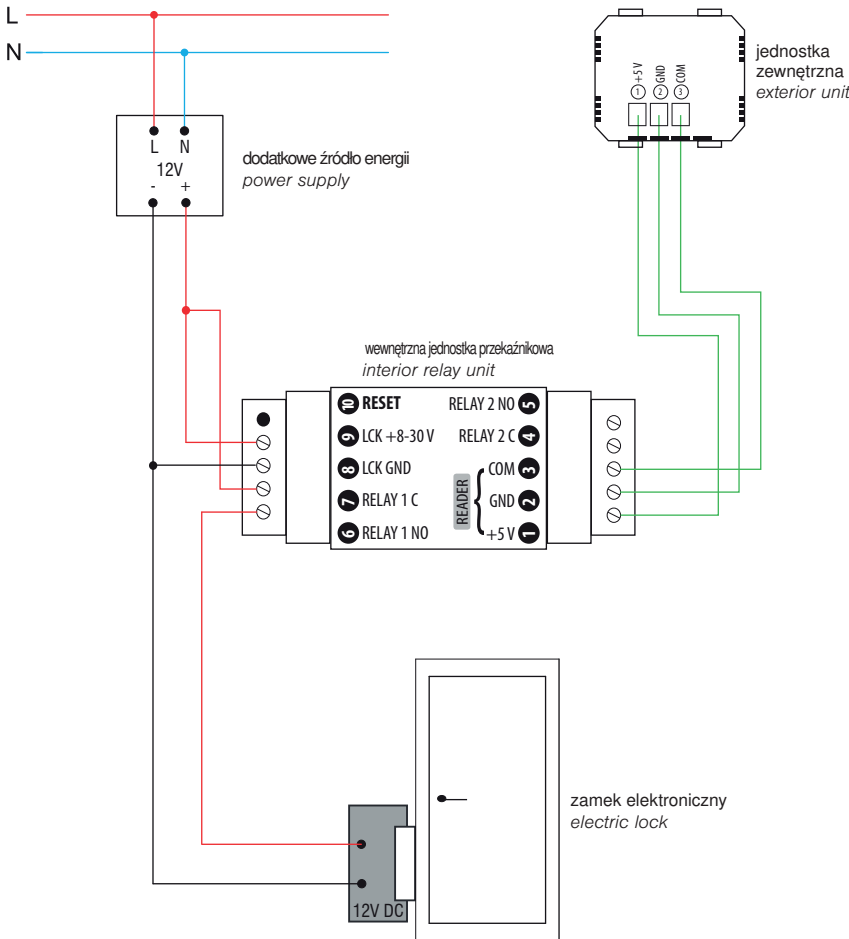 L
N
L N
12V
- +
dodatkowe źródło energii
power supply
+5 V
GND
COM
1
2
3
jednostka
zewnętrzna
exterior unit
wewnętrzna jednostka przekaźnikowa
interior relay unit
10 RESET
9 LCK +8-30 V
8 LCK GND
7 RELAY 1 C
6 RELAY 1 NO
RELAY 2 NO 5
RELAY 2 C 4
READER
COM 3
GND 2
+5 V 1
zamek elektroniczny
electric lock
12V DC